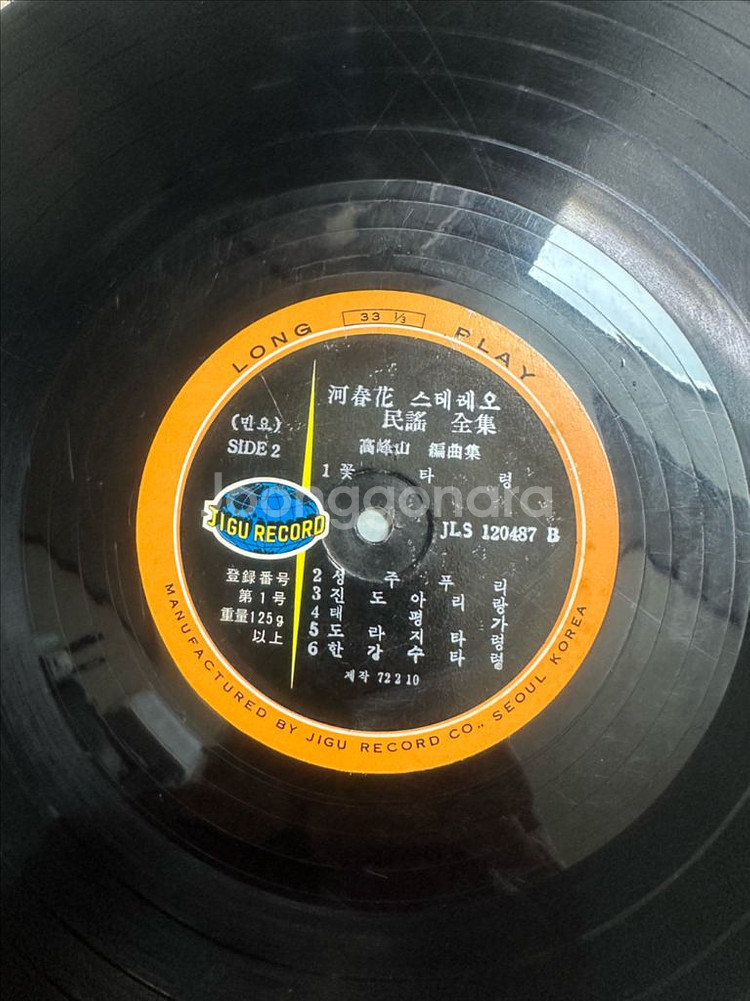 LONG 33 ⅓ PLAY
河春花 스테레오
民謠 全集
(민요)
SIDE 2
高峰山 編曲集
1 꽃 타 령
loonggonara
JIGU RECORD
JLS 120487 B
登録番号
第1号
重量125g
以上
2 성 주 푸 리
3 진 도 아 리 랑
4 태 평 가
5 도 라 지 타 령
6 한 강 수 타 령
제작 72 2 10
MANUFACTURED BY JIGU RECORD CO., SEOUL KOREA